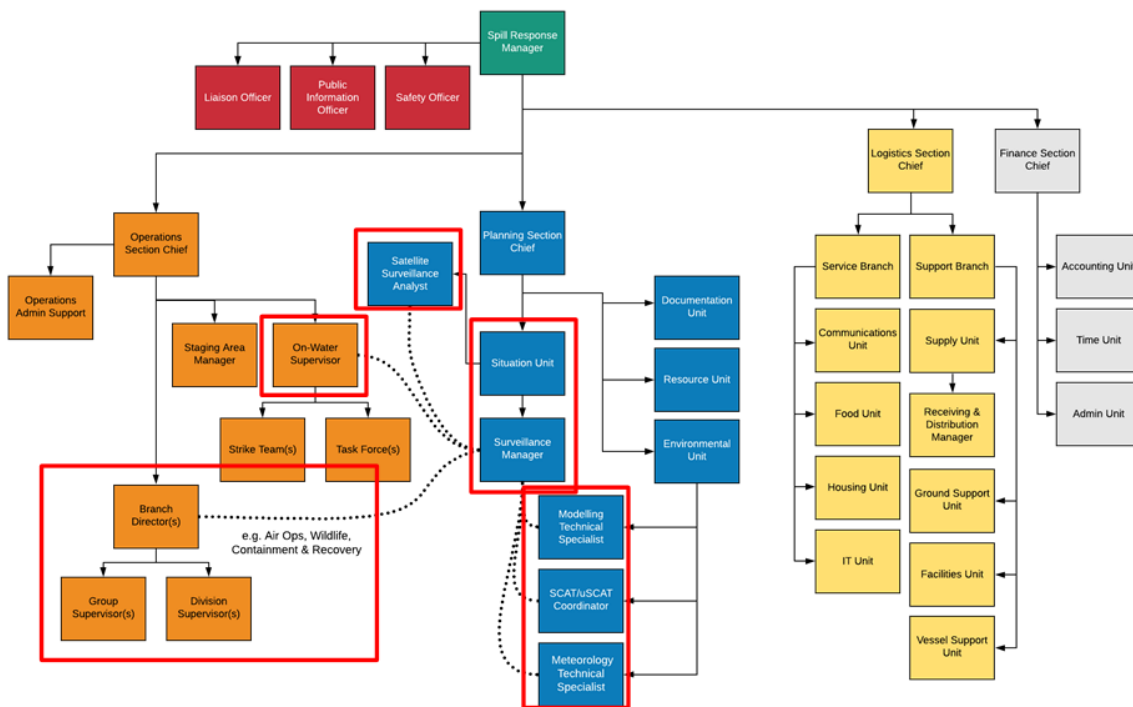 Spill Response
Manager
Liaison Officer
Public
Information
Officer
Safety Officer
Logistics Section
Chief
Finance Section
Chief
Operations
Section Chief
Planning Section
Chief
Satellite
Surveillance
Analyst
Service Branch
Support Branch
Accounting Unit
Operations
Admin Support
Documentation
Unit
Staging Area
Manager
On-Water
Supervisor
Situation Unit
Communications
Unit
Supply Unit
Time Unit
Resource Unit
Strike Team(s)
Task Force(s)
Surveillance
Manager
Environmental
Unit
Food Unit
Receiving &
Distribution
Manager
Admin Unit
Branch
Director(s)
e.g. Air Ops, Wildlife,
Containment & Recovery
Housing Unit
Ground Support
Unit
Modelling
Technical
Specialist
IT Unit
Facilities Unit
Group
Supervisor(s)
Division
Supervisor(s)
SCAT/uSCAT
Coordinator
Vessel Support
Unit
Meteorology
Technical
Specialist